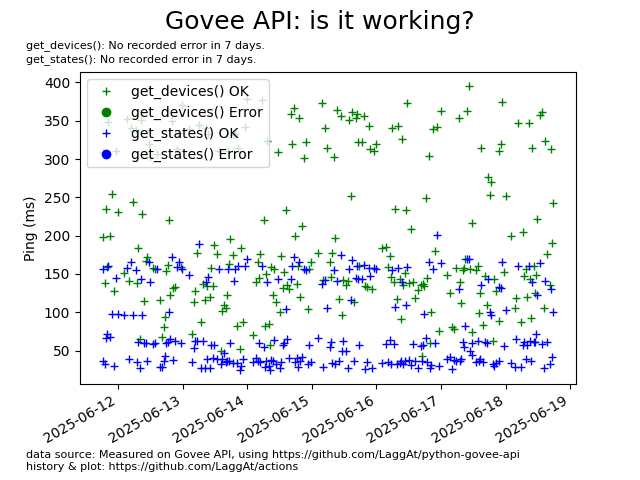 Govee API: is it working?
get_devices(): No recorded error in 7 days.
get_states(): No recorded error in 7 days.
get_devices() OK
get_devices() Error
get_states() OK
get_states() Error
Ping (ms)
400
350
300
250
200
150
100
50
2025-06-12
2025-06-13
2025-06-14
2025-06-15
2025-06-16
2025-06-17
2025-06-18
2025-06-19
data source: Measured on Govee API, using https://github.com/LaggAt/python-govee-api
history & plot: https://github.com/LaggAt/actions